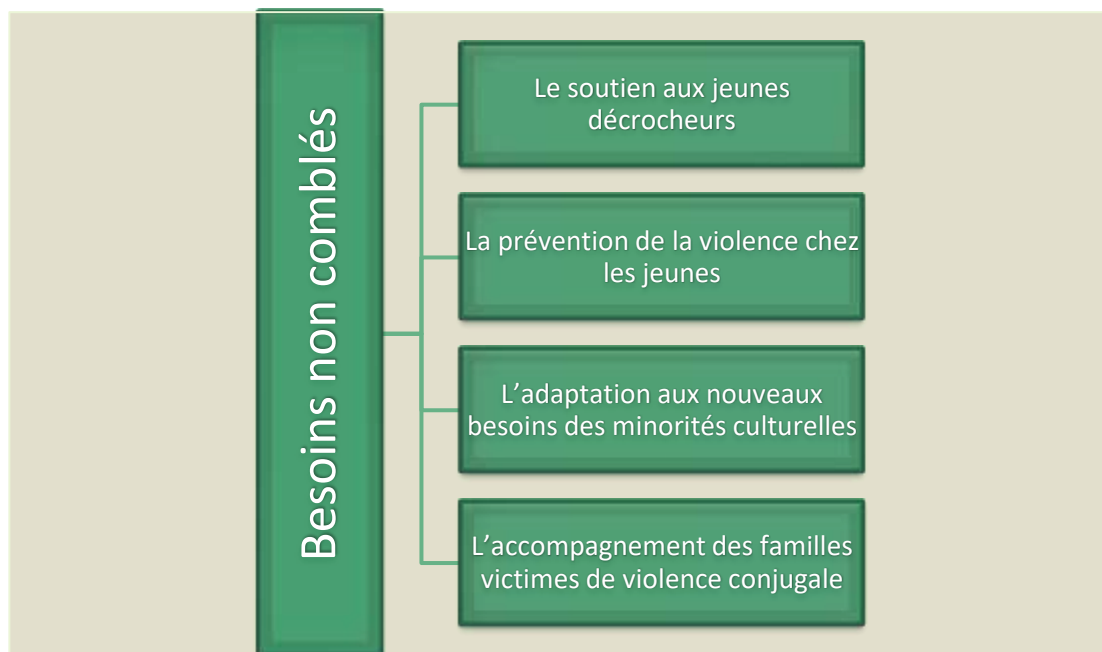 Besoins non comblés
Le soutien aux jeunes
décrocheurs
La prévention de la violence chez
les jeunes
L’adaptation aux nouveaux
besoins des minorités culturelles
L’accompagnement des familles
victimes de violence conjugale